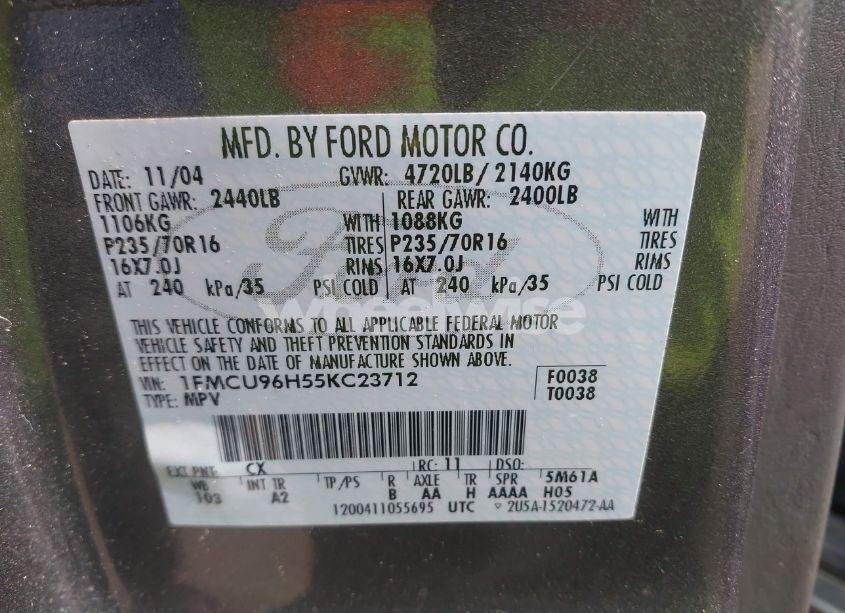 MFD. BY FORD MOTOR CO.
DATE: 11/04 GVWR: 4720LB/ 2140KG
FRONT GAWR: 2440LB REAR GAWR: 2400LB
1106KG WITH 1088KG WITH
P235/70R16 TIRES P235/70R16 TIRES
16X7.0J RIMS 16X7.0J RIMS
AT 240 kPa/35 PSI COLD AT 240 kPa/35 PSI COLD
Ford
wheelwise
THIS VEHICLE CONFORMS TO ALL APPLICABLE FEDERAL MOTOR
VEHICLE SAFETY AND THEFT PREVENTION STANDARDS IN
EFFECT ON THE DATE OF MANUFACTURE SHOWN ABOVE.
VIN: 1FMCU96H55KC23712 F0038
TYPE: MPV T0038
EXT PNT: CX RC: 11 DSO:
WB INT TR TP/PS R AXLE TR SPR 5M61A
103 A2 B AA H AAAA H05
1200411055695 UTC ▽ 2U5A-1520472-AA